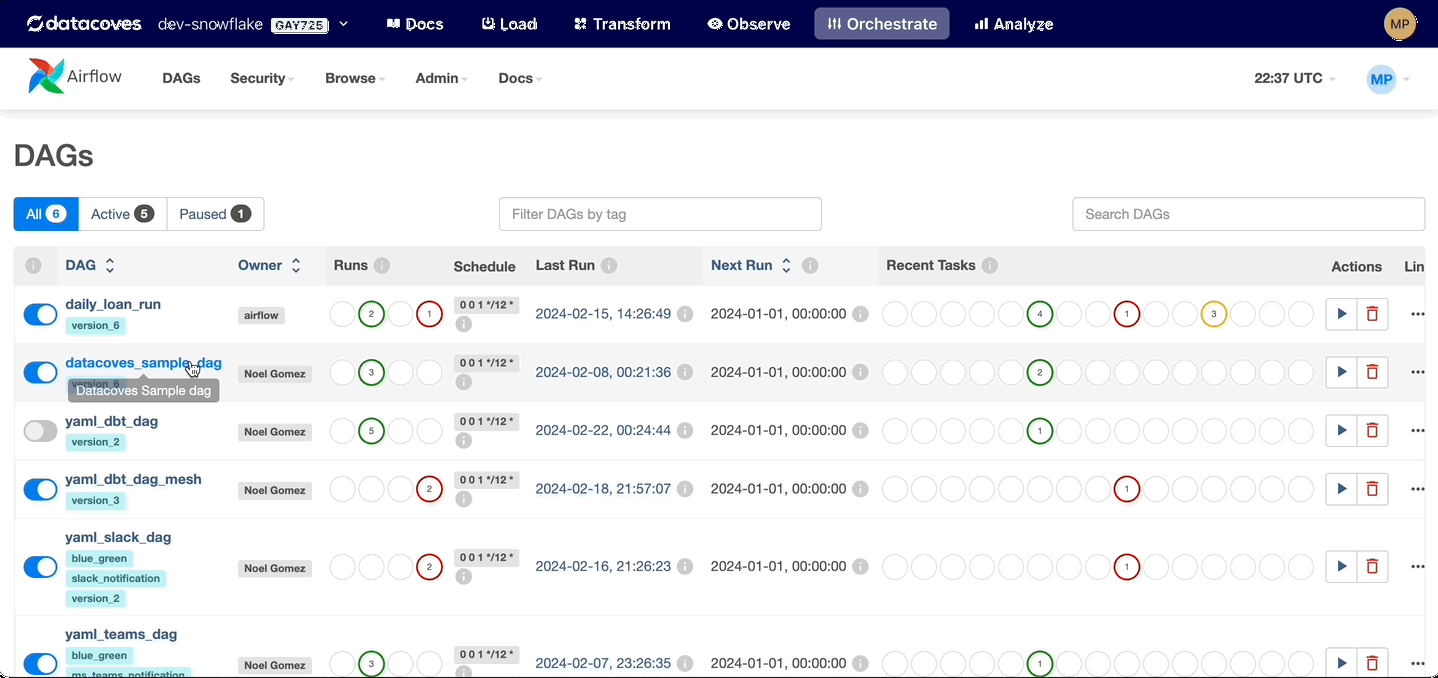 datacoves dev-snowflake GAY725 Docs Load Transform Observe Orchestrate Analyze MP
Airflow DAGs Security Browse Admin Docs 22:37 UTC MP
DAGs
All 6 Active 5 Paused 1 Filter DAGs by tag Search DAGs
DAG Owner Runs Schedule Last Run Next Run Recent Tasks Actions Lin
daily_loan_run
version_6
airflow 2 1 0 0 1 */12 * 2024-02-15, 14:26:49 2024-01-01, 00:00:00 4 1 3
datacoves_sample_dag
version_6
Datacoves Sample dag
Noel Gomez 3 0 0 1 */12 * 2024-02-08, 00:21:36 2024-01-01, 00:00:00 2
yaml_dbt_dag
version_2
Noel Gomez 5 0 0 1 */12 * 2024-02-22, 00:24:44 2024-01-01, 00:00:00 1
yaml_dbt_dag_mesh
version_3
Noel Gomez 2 0 0 1 */12 * 2024-02-18, 21:57:07 2024-01-01, 00:00:00 1
yaml_slack_dag
blue_green
slack_notification
version_2
Noel Gomez 2 0 0 1 */12 * 2024-02-16, 21:26:23 2024-01-01, 00:00:00 1
yaml_teams_dag
blue_green
ms_teams_notification
Noel Gomez 3 0 0 1 */12 * 2024-02-07, 23:26:35 2024-01-01, 00:00:00 1